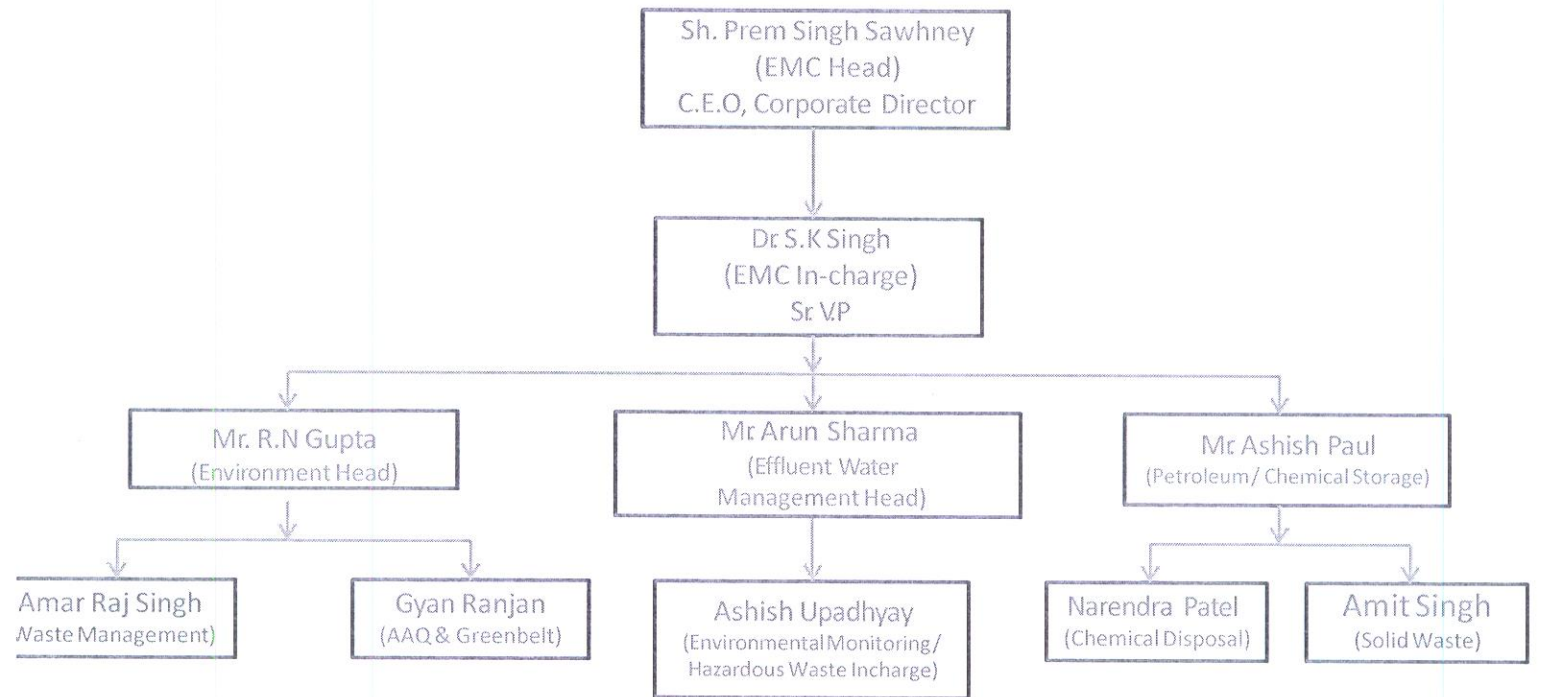 Sh. Prem Singh Sawhney
(EMC Head)
C.E.O, Corporate Director
Dr. S.K Singh
(EMC In-charge)
Sr. V.P
Mr. R.N Gupta
(Environment Head)
Mr. Arun Sharma
(Effluent Water
Management Head)
Mr. Ashish Paul
(Petroleum / Chemical Storage)
Amar Raj Singh
Waste Management)
Gyan Ranjan
(AAQ & Greenbelt)
Ashish Upadhyay
(Environmental Monitoring/
Hazardous Waste Incharge)
Narendra Patel
(Chemical Disposal)
Amit Singh
(Solid Waste)